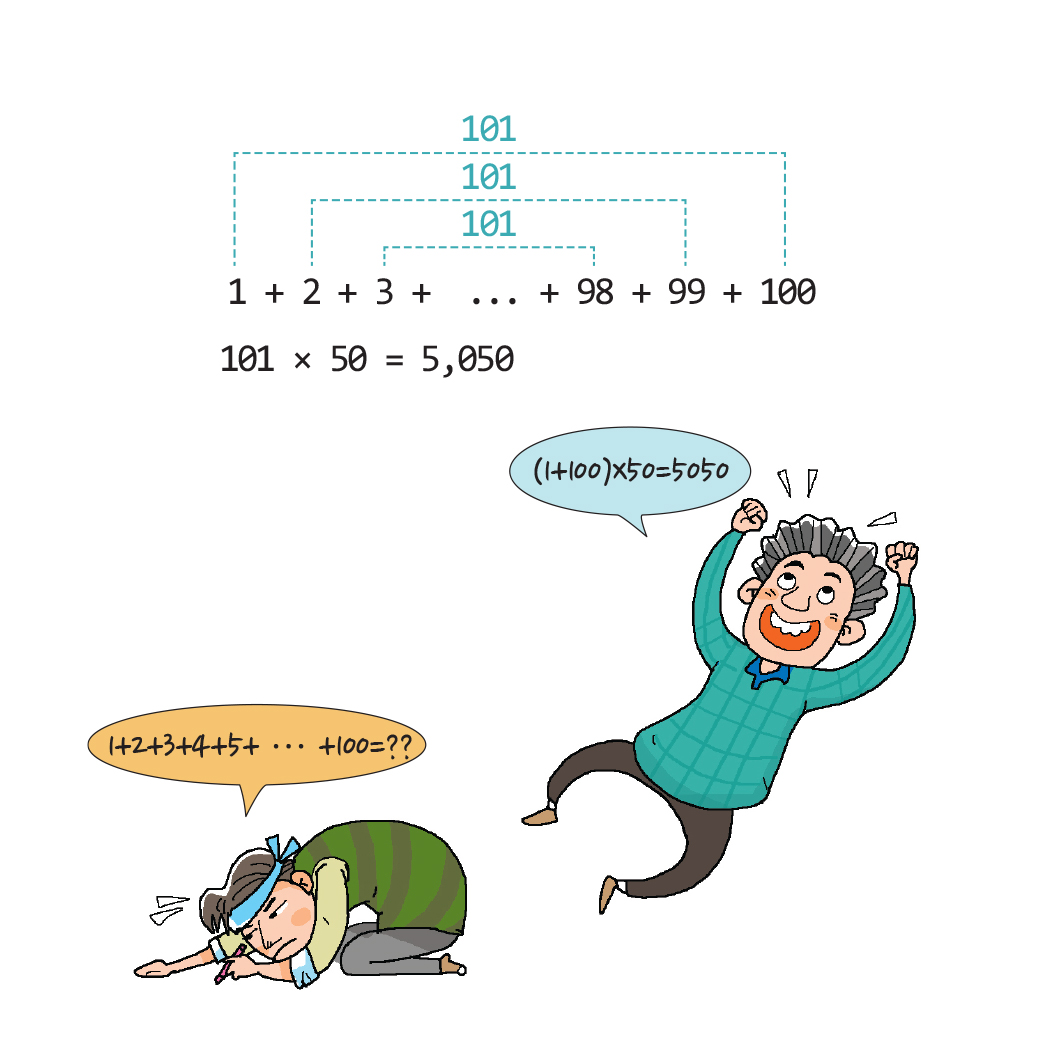 101
101
101
1 + 2 + 3 + ... + 98 + 99 + 100
101 × 50 = 5,050
(1+100)×50=5050
1+2+3+4+5+ ... +100=??